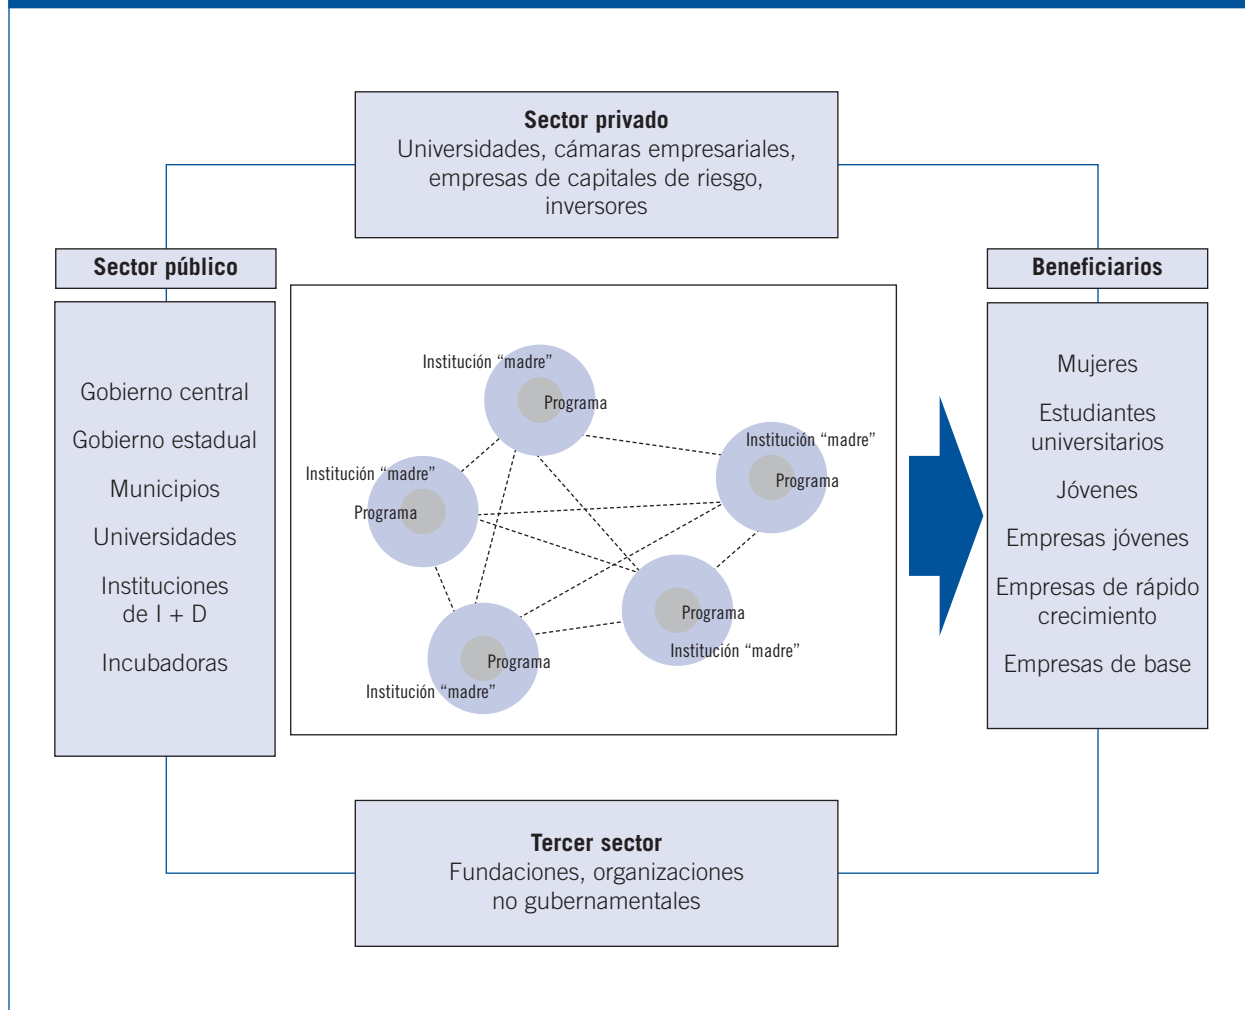 Sector privado
Universidades, cámaras empresariales,
empresas de capitales de riesgo,
inversores
Sector público
Gobierno central
Gobierno estadual
Municipios
Universidades
Instituciones
de I + D
Incubadoras
Institución “madre”
Programa
Institución “madre”
Programa
Institución “madre”
Programa
Programa
Institución “madre”
Programa
Institución “madre”
Beneficiarios
Mujeres
Estudiantes
universitarios
Jóvenes
Empresas jóvenes
Empresas de rápido
crecimiento
Empresas de base
Tercer sector
Fundaciones, organizaciones
no gubernamentales